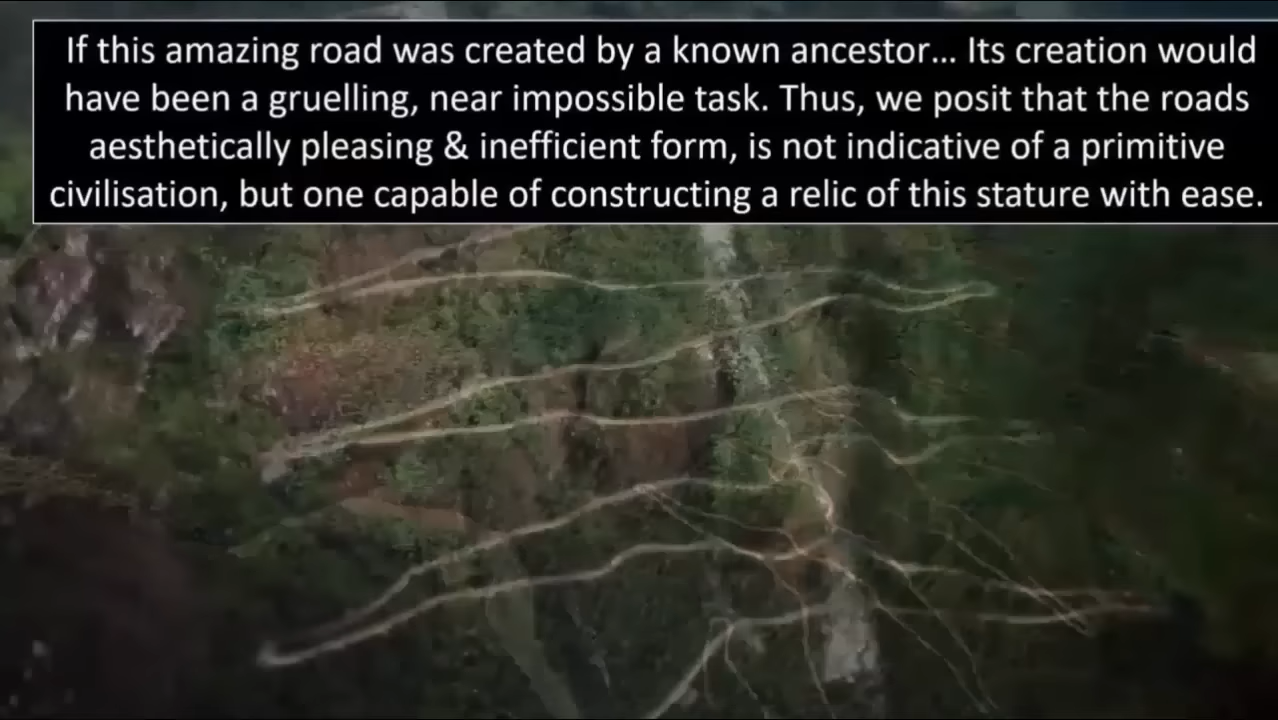 If this amazing road was created by a known ancestor... Its creation would
have been a gruelling, near impossible task. Thus, we posit that the roads
aesthetically pleasing & inefficient form, is not indicative of a primitive
civilisation, but one capable of constructing a relic of this stature with ease.